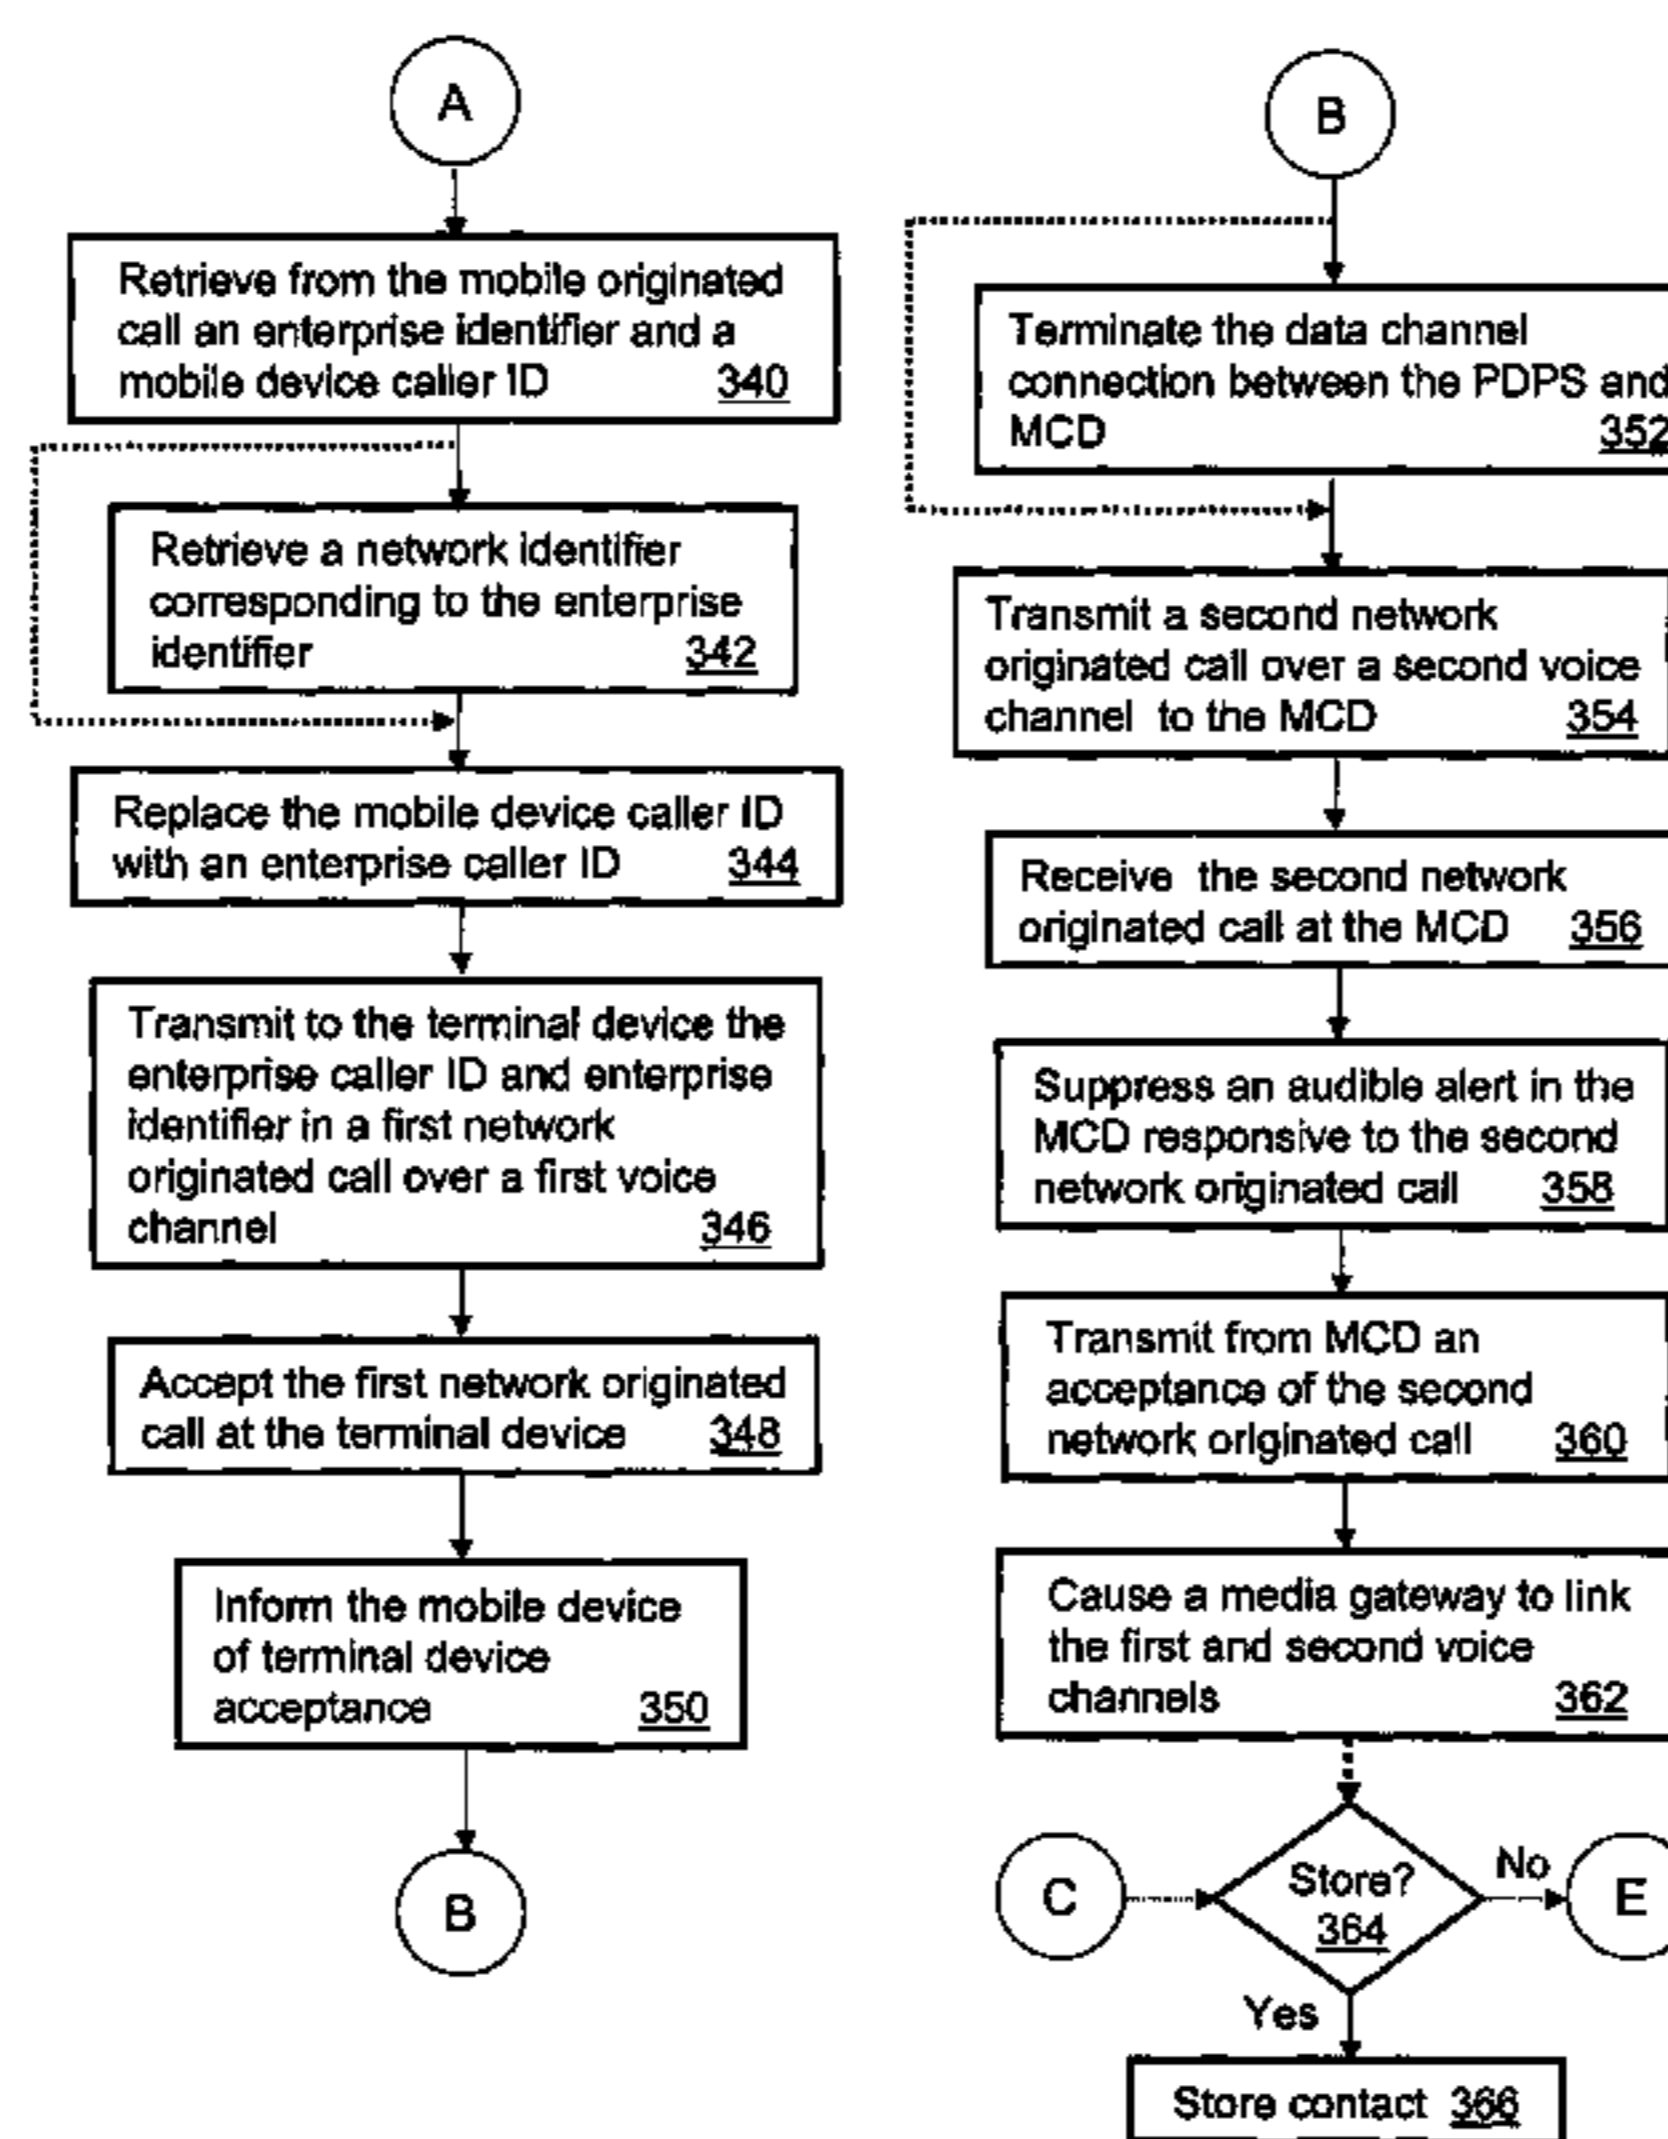 A
Retrieve from the mobile originated
call an enterprise identifier and a
mobile device caller ID 340
Retrieve a network identifier
corresponding to the enterprise
identifier 342
Replace the mobile device caller ID
with an enterprise caller ID 344
Transmit to the terminal device the
enterprise caller ID and enterprise
identifier in a first network
originated call over a first voice
channel 346
Accept the first network originated
call at the terminal device 348
Inform the mobile device
of terminal device
acceptance 350
B
B
Terminate the data channel
connection between the PDPS and
MCD 352
Transmit a second network
originated call over a second voice
channel to the MCD 354
Receive the second network
originated call at the MCD 356
Suppress an audible alert in the
MCD responsive to the second
network originated call 358
Transmit from MCD an
acceptance of the second
network originated call 360
Cause a media gateway to link
the first and second voice
channels 362
C
Store?
364
No
E
Yes
Store contact 366